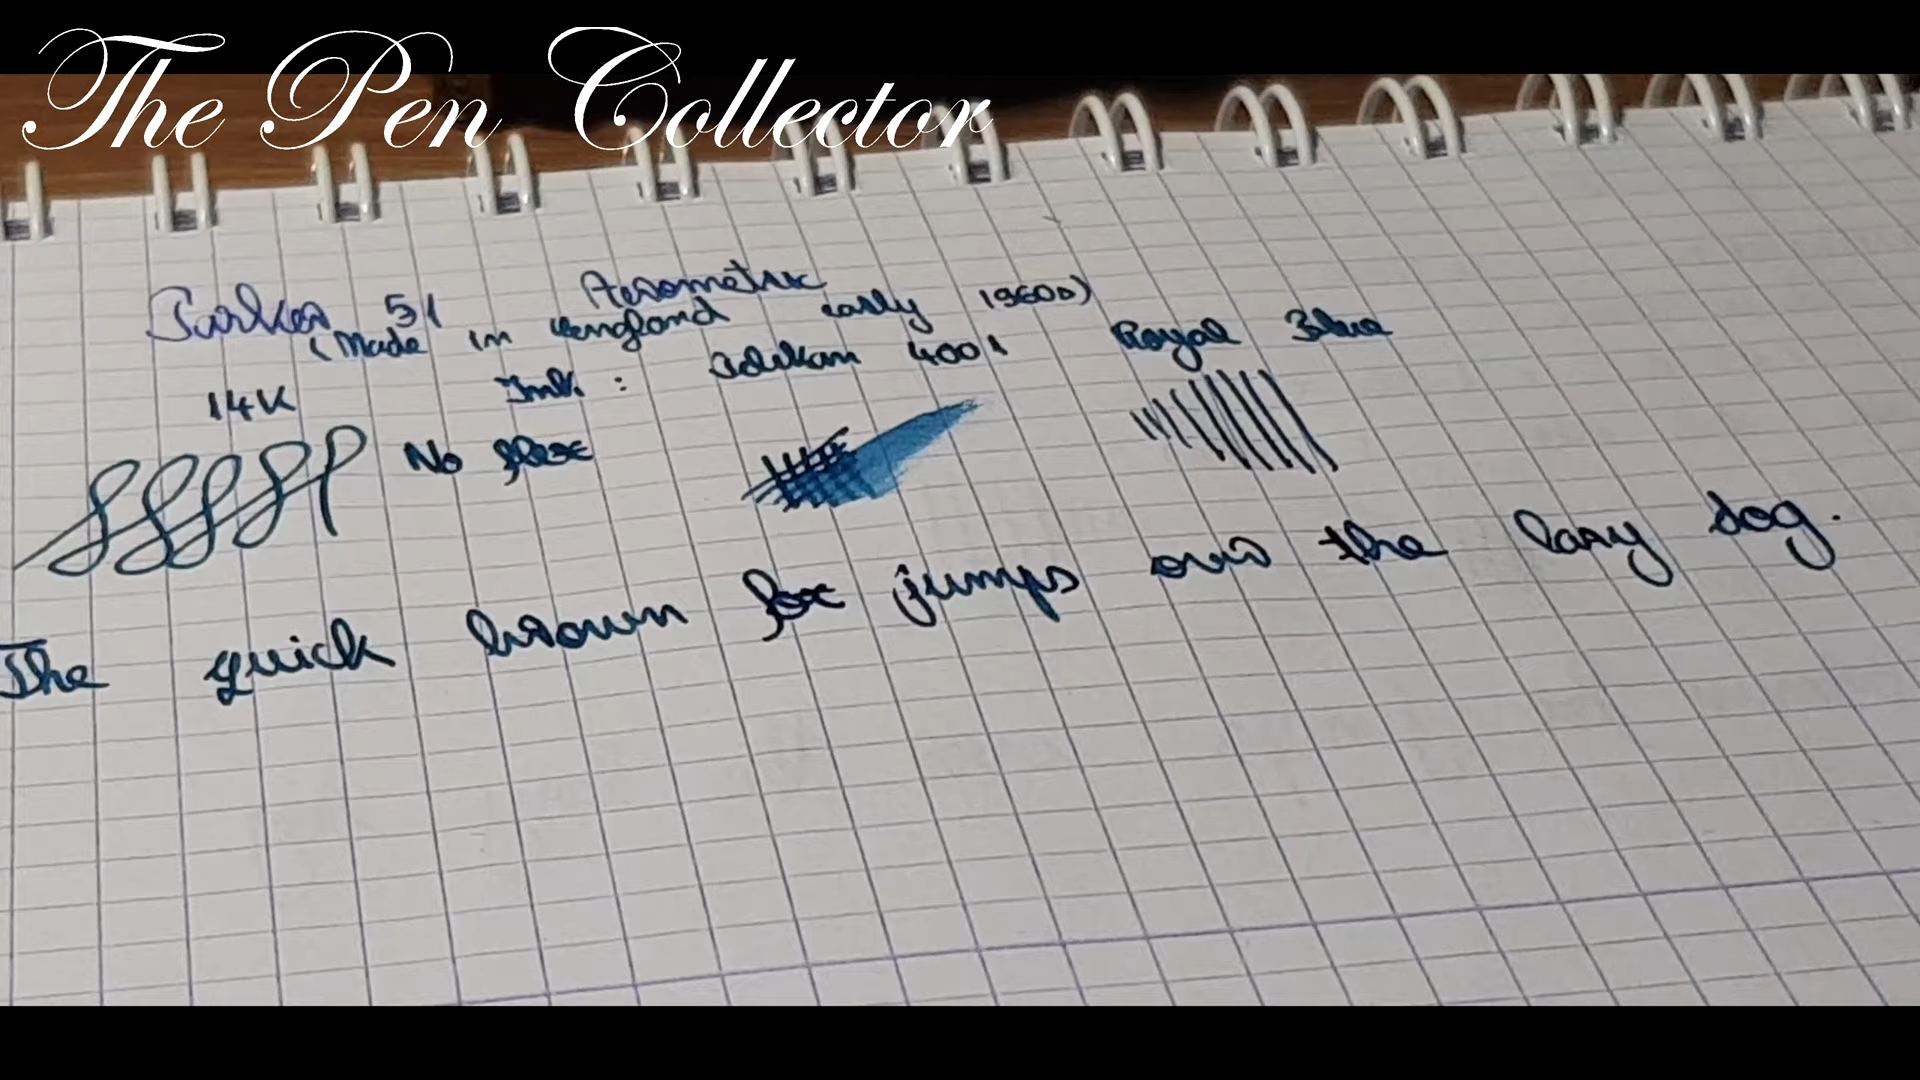 The Pen Collector
Parker 51 Aerometric
(Made in England early 1960s)
14K Ink: Pelikan 4001 Royal Blue
No flex
The quick brown fox jumps over the lazy dog.